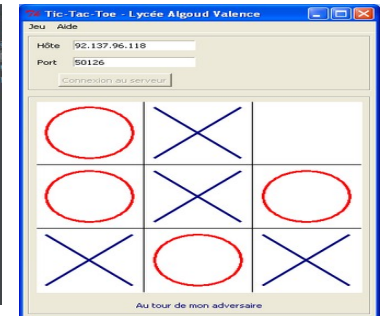 Tic-Tac-Toe - Lycée Algoud Valence
Jeu Aide
Hôte 92.137.96.118
Port 50126
Connexion au serveur
Au tour de mon adversaire